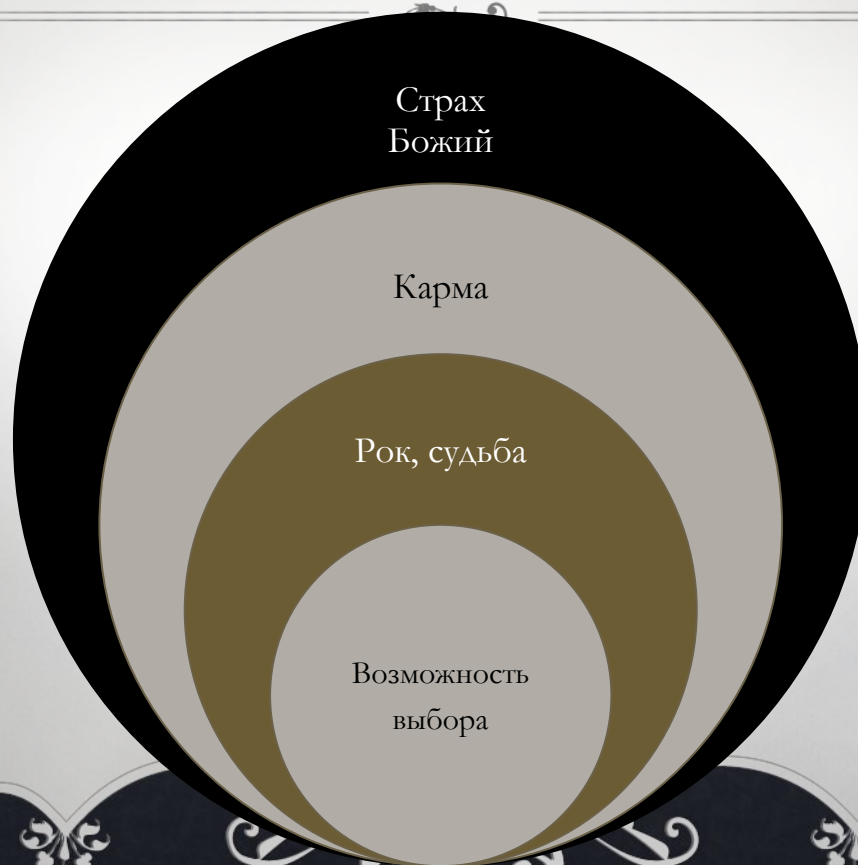 Страх
Божий
Карма
Рок, судьба
Возможность
выбора